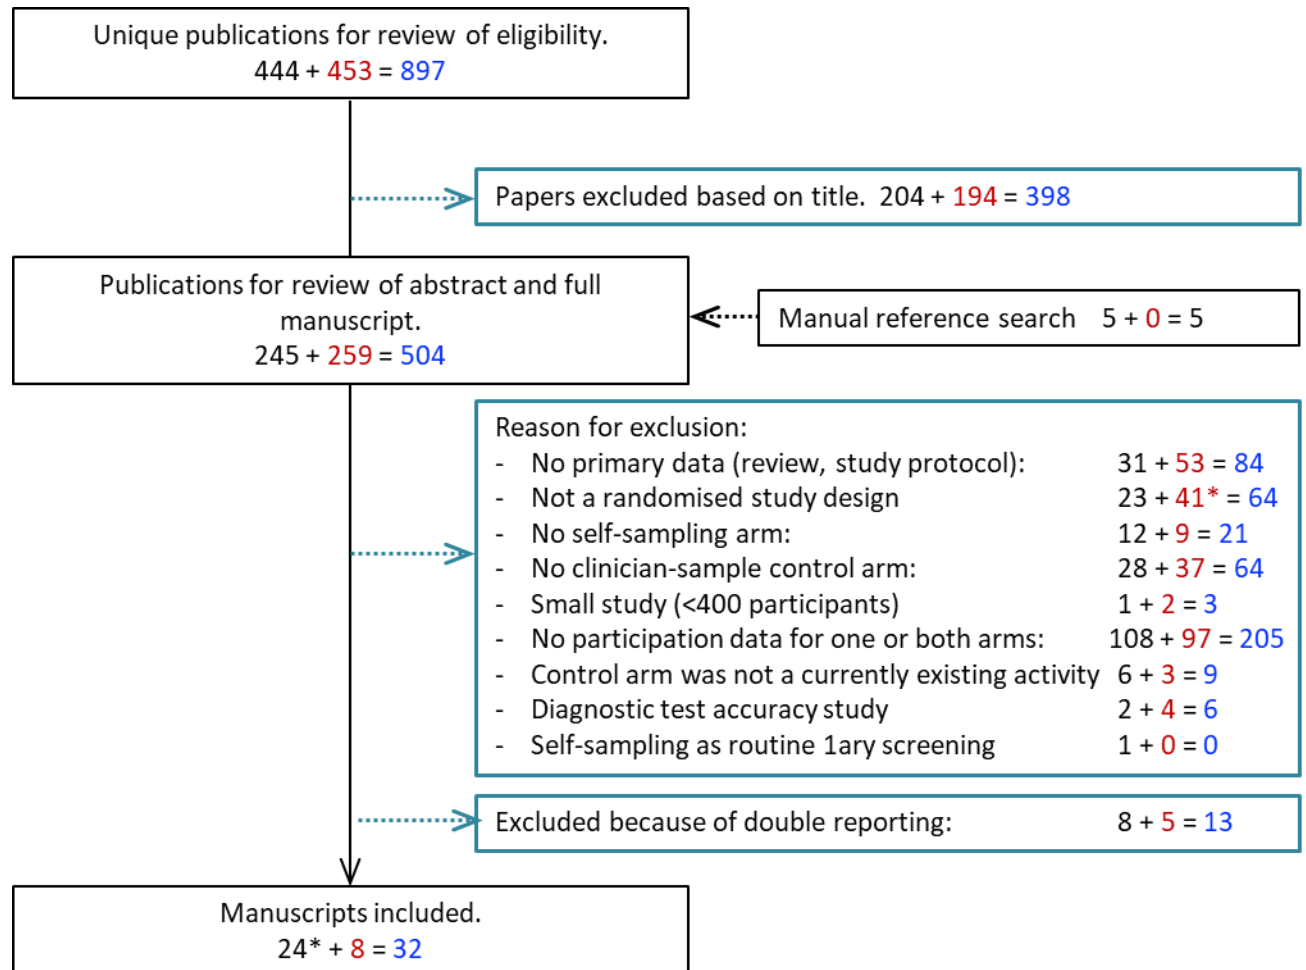 Unique publications for review of eligibility.
444 + 453 = 897
Papers excluded based on title. 204 + 194 = 398
Publications for review of abstract and full
manuscript.
245 + 259 = 504
Manual reference search 5 + 0 = 5
Reason for exclusion:
- No primary data (review, study protocol): 31 + 53 = 84
- Not a randomised study design 23 + 41* = 64
- No self-sampling arm: 12 + 9 = 21
- No clinician-sample control arm: 28 + 37 = 64
- Small study (<400 participants) 1 + 2 = 3
- No participation data for one or both arms: 108 + 97 = 205
- Control arm was not a currently existing activity 6 + 3 = 9
- Diagnostic test accuracy study 2 + 4 = 6
- Self-sampling as routine 1ary screening 1 + 0 = 0
Excluded because of double reporting: 8 + 5 = 13
Manuscripts included.
24* + 8 = 32